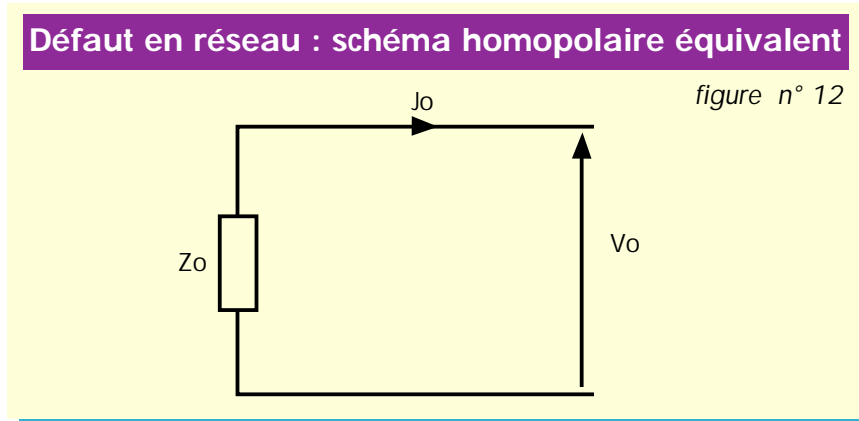 Défaut en réseau : schéma homopolaire équivalent
figure n° 12
Jo
Zo
Vo